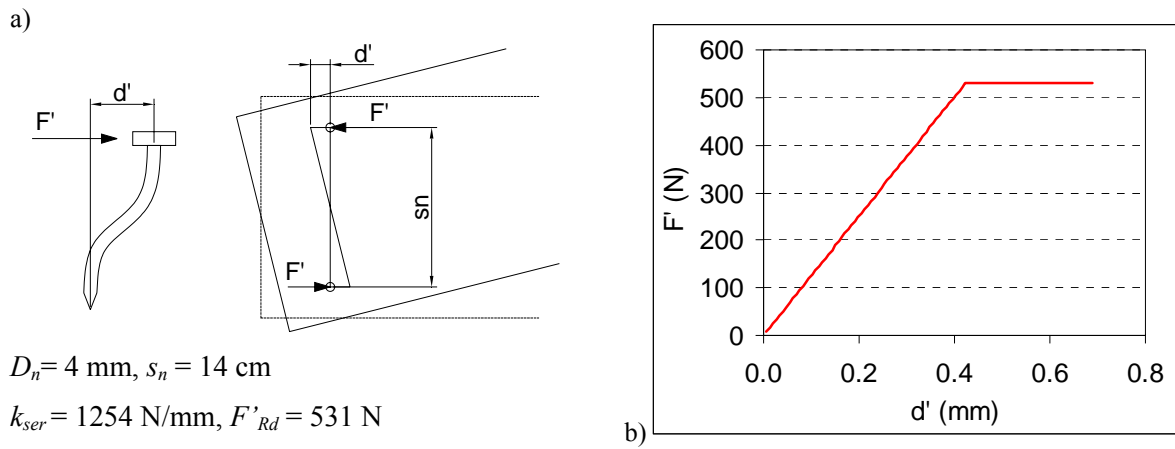 a)
d'
d'
F'
F'
sn
F'
Dn= 4 mm, sn = 14 cm
kser = 1254 N/mm, F’Rd = 531 N
b)
600
500
400
300
200
100
0
F' (N)
0.0 0.2 0.4 0.6 0.8
d' (mm)